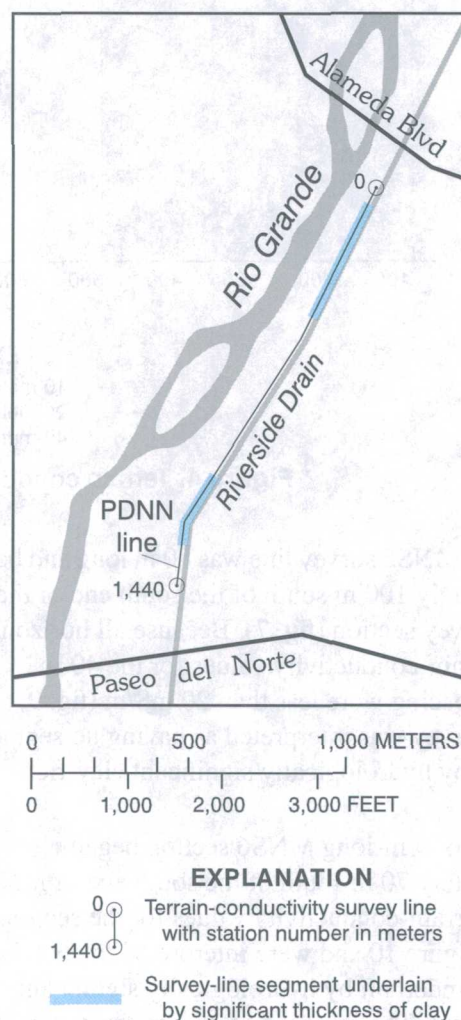 Alameda Blvd
0
Rio Grande
Riverside Drain
PDNN
line
1,440
Paseo del Norte
0 500 1,000 METERS
0 1,000 2,000 3,000 FEET
EXPLANATION
0
1,440
Terrain-conductivity survey line
with Station number in meters
Survey-line segment underlain
by significant thickness of clay